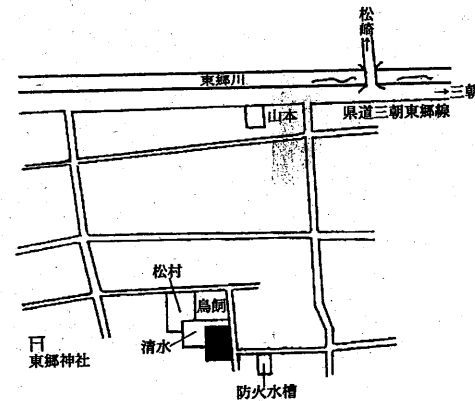 松崎
東郷川
→三朝
山本
県道三朝東郷線
松村
鳥飼
清水
東郷神社
防火水槽